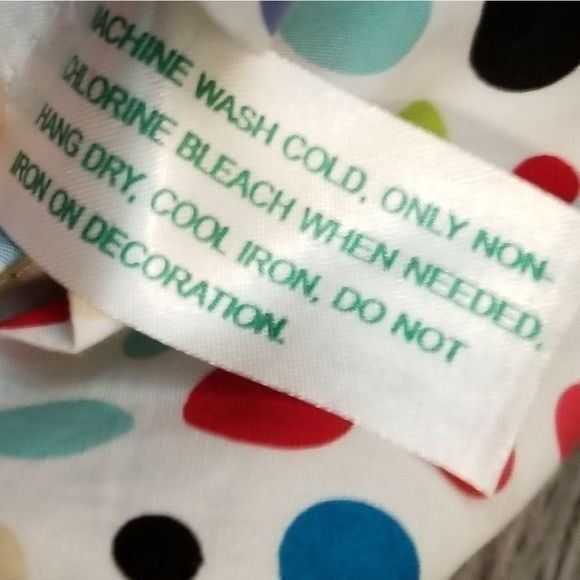 MACHINE WASH COLD, ONLY NON-
CHLORINE BLEACH WHEN NEEDED,
HANG DRY, COOL IRON, DO NOT
IRON ON DECORATION.